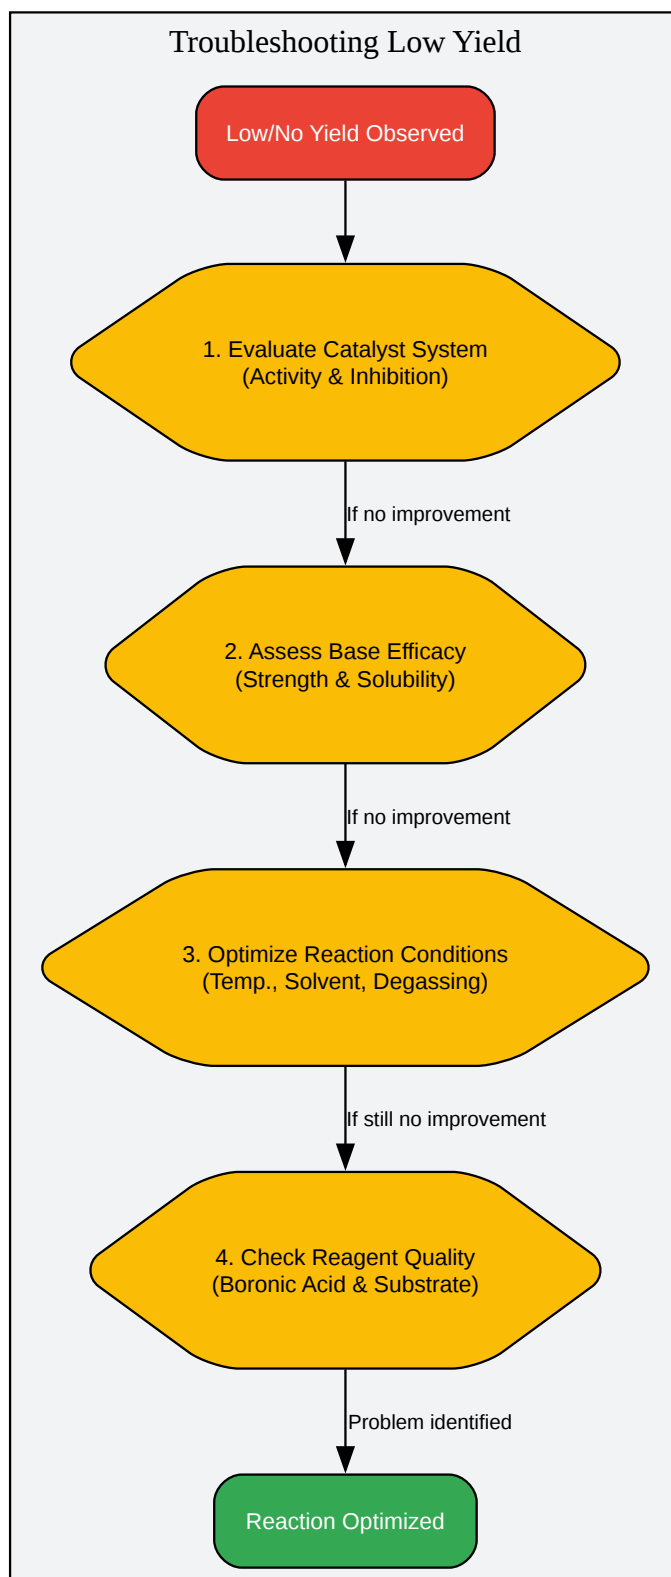 Troubleshooting Low Yield
Low/No Yield Observed
1. Evaluate Catalyst System
(Activity & Inhibition)
If no improvement
2. Assess Base Efficacy
(Strength & Solubility)
If no improvement
3. Optimize Reaction Conditions
(Temp., Solvent, Degassing)
If still no improvement
4. Check Reagent Quality
(Boronic Acid & Substrate)
Problem identified
Reaction Optimized